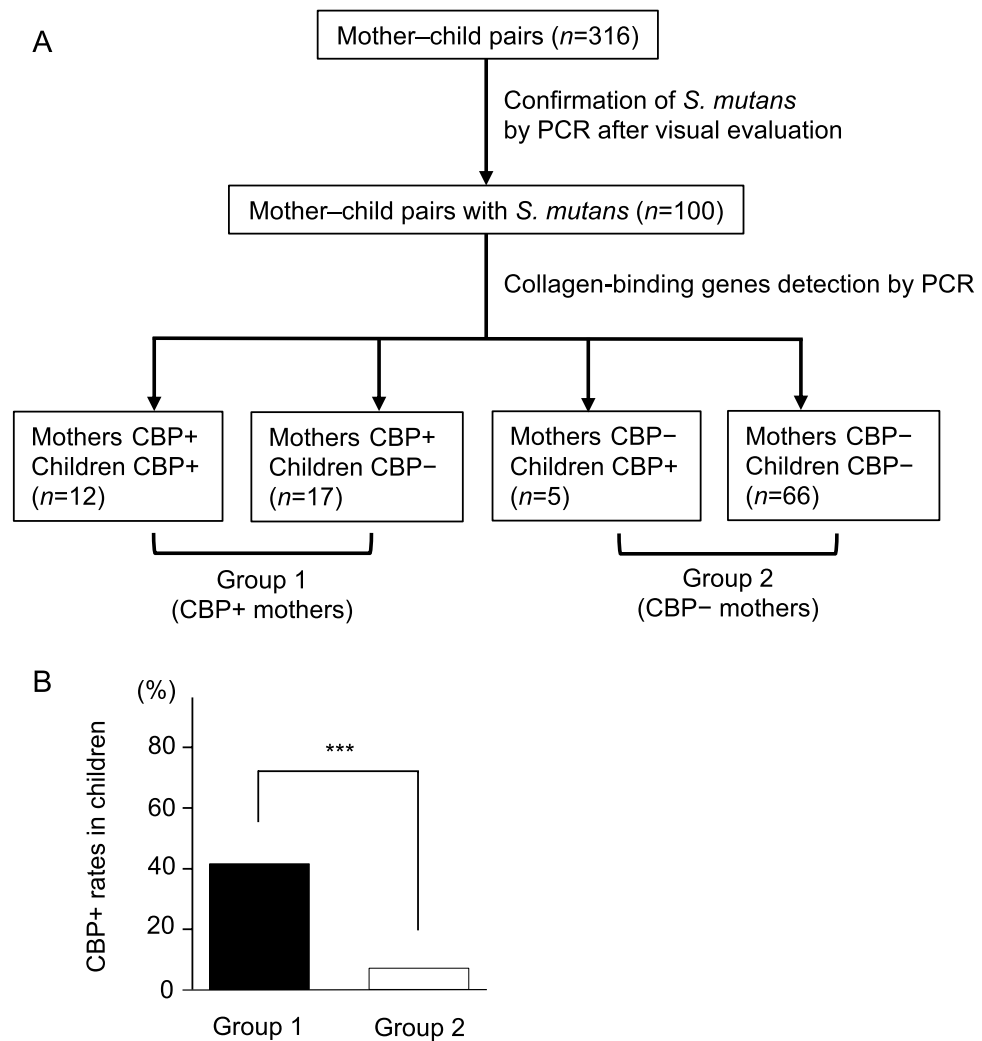 A
Mother–child pairs (n=316)
Confirmation of S. mutans
by PCR after visual evaluation
Mother–child pairs with S. mutans (n=100)
Collagen-binding genes detection by PCR
Mothers CBP+
Children CBP+
(n=12)
Mothers CBP+
Children CBP−
(n=17)
Mothers CBP−
Children CBP+
(n=5)
Mothers CBP−
Children CBP−
(n=66)
Group 1
(CBP+ mothers)
Group 2
(CBP− mothers)
B
(%)
CBP+ rates in children
80
60
40
20
0
***
Group 1
Group 2